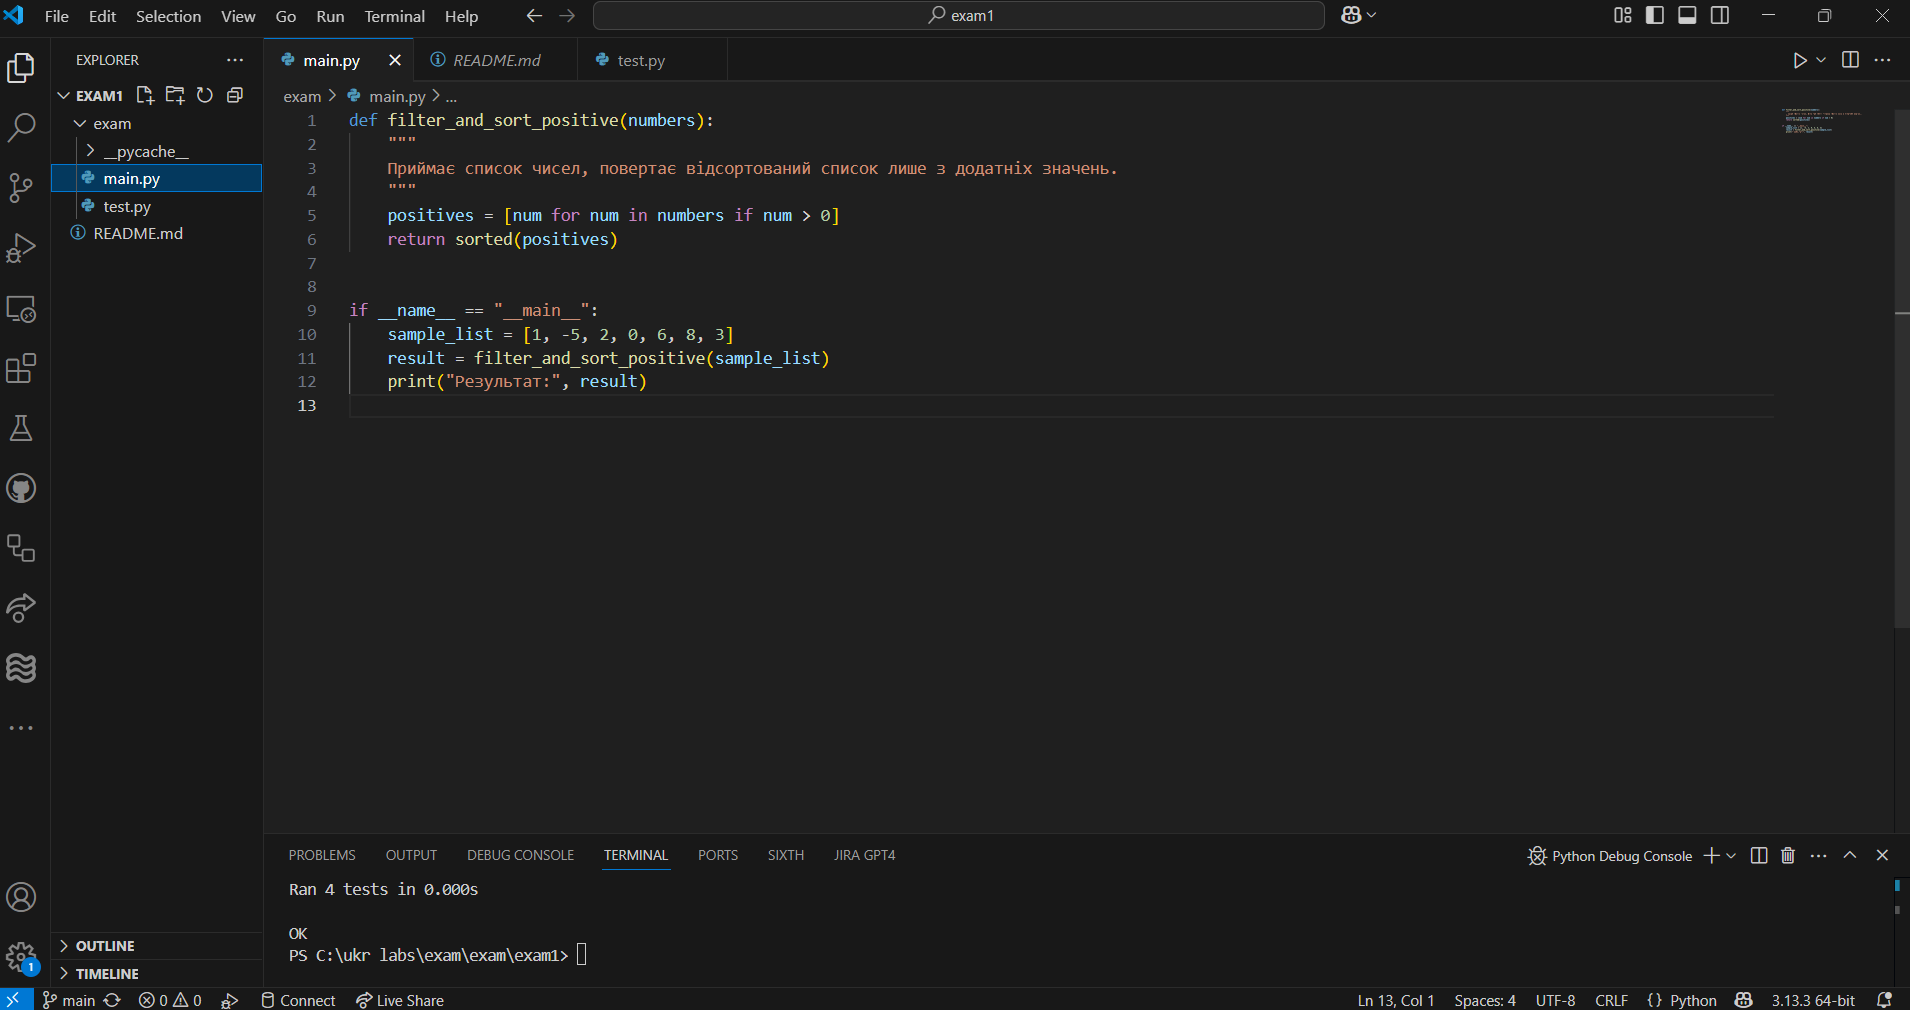 File Edit Selection View Go Run Terminal Help
exam1
EXPLORER
EXAM1
exam
__pycache__
main.py
test.py
README.md
OUTLINE
TIMELINE
main.py README.md test.py
exam > main.py > ...
1 def filter_and_sort_positive(numbers):
2 """
3 Приймає список чисел, повертає відсортований список лише з додатніх значень.
4 """
5 positives = [num for num in numbers if num > 0]
6 return sorted(positives)
7
8
9 if __name__ == "__main__":
10 sample_list = [1, -5, 2, 0, 6, 8, 3]
11 result = filter_and_sort_positive(sample_list)
12 print("Результат:", result)
13
PROBLEMS OUTPUT DEBUG CONSOLE TERMINAL PORTS SIXTH JIRA GPT4
Python Debug Console
Ran 4 tests in 0.000s
OK
PS C:\ukr labs\exam\exam\exam1>
1
main 0 0 Connect Live Share Ln 13, Col 1 Spaces: 4 UTF-8 CRLF {} Python 3.13.3 64-bit